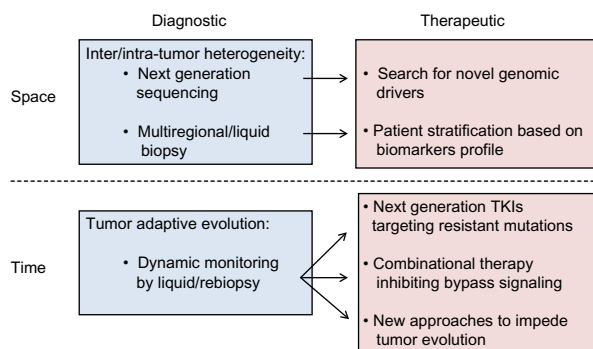 Diagnostic
Therapeutic
Space
Inter/intra-tumor heterogeneity:
• Next generation
sequencing
• Multiregional/liquid
biopsy
• Search for novel genomic
drivers
• Patient stratification based on
biomarkers profile
Time
Tumor adaptive evolution:
• Dynamic monitoring
by liquid/rebiopsy
• Next generation TKIs
targeting resistant mutations
• Combinational therapy
inhibiting bypass signaling
• New approaches to impede
tumor evolution